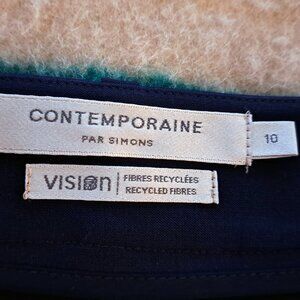 CONTEMPORAINE
PAR SIMONS
10
VISION
FIBRES RECYCLÉES
RECYCLED FIBRES